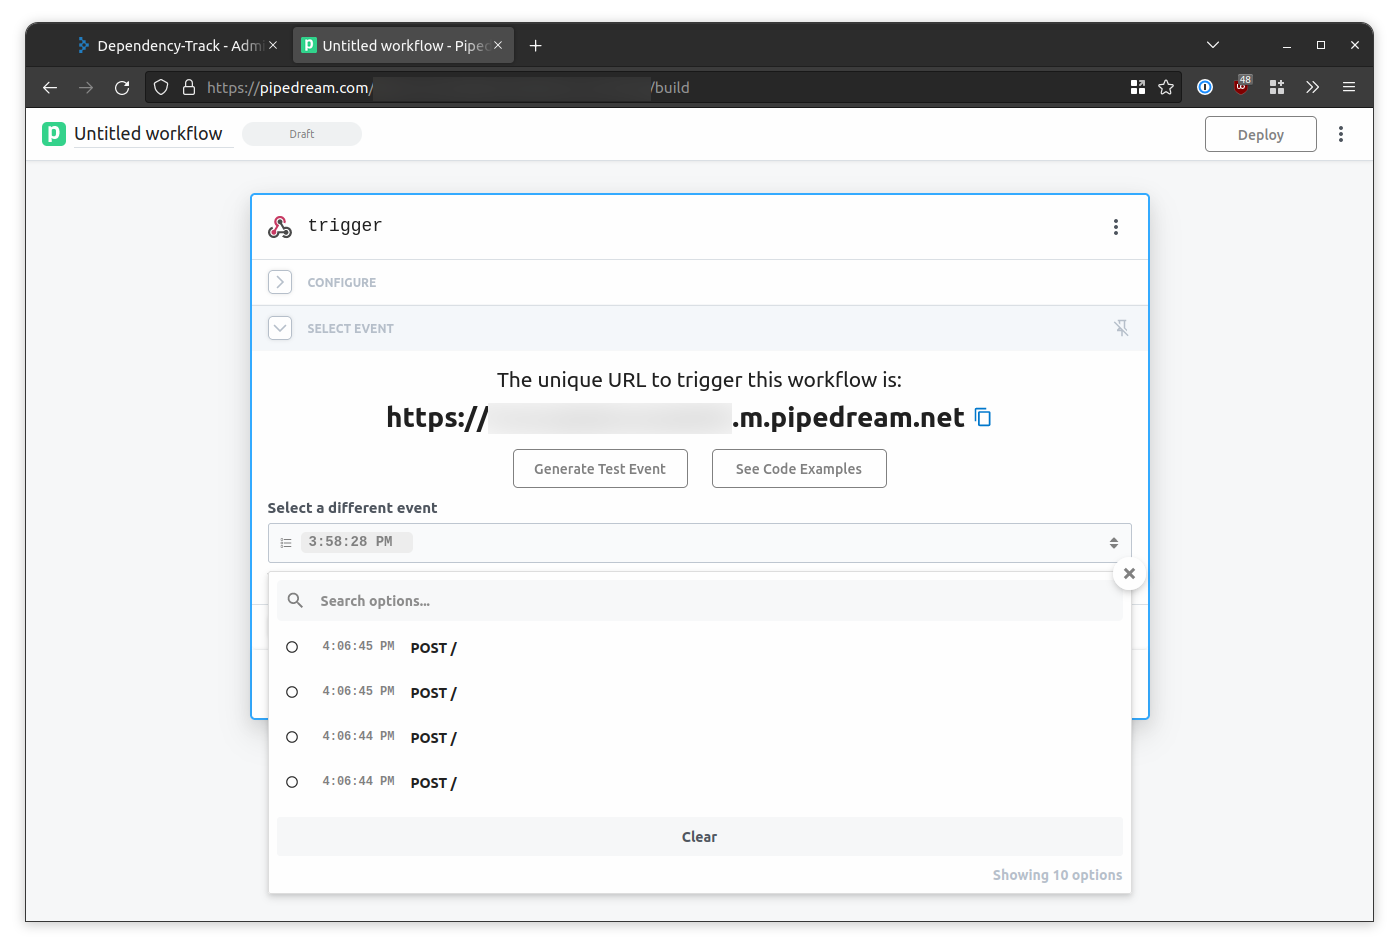 Dependency-Track - Admi
Untitled workflow - Pipedre
https://pipedream.com/
/build
48
p
Untitled workflow
Draft
Deploy
trigger
CONFIGURE
SELECT EVENT
The unique URL to trigger this workflow is:
https://
.m.pipedream.net
Generate Test Event
See Code Examples
Select a different event
3:58:28 PM
Search options...
4:06:45 PM POST /
4:06:45 PM POST /
4:06:44 PM POST /
4:06:44 PM POST /
Clear
Showing 10 options